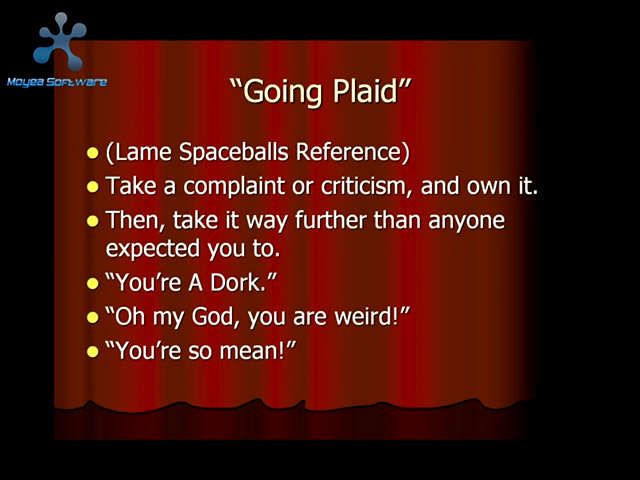 Moyea Software
“Going Plaid”
(Lame Spaceballs Reference)
Take a complaint or criticism, and own it.
Then, take it way further than anyone
expected you to.
“You’re A Dork.”
“Oh my God, you are weird!”
“You’re so mean!”